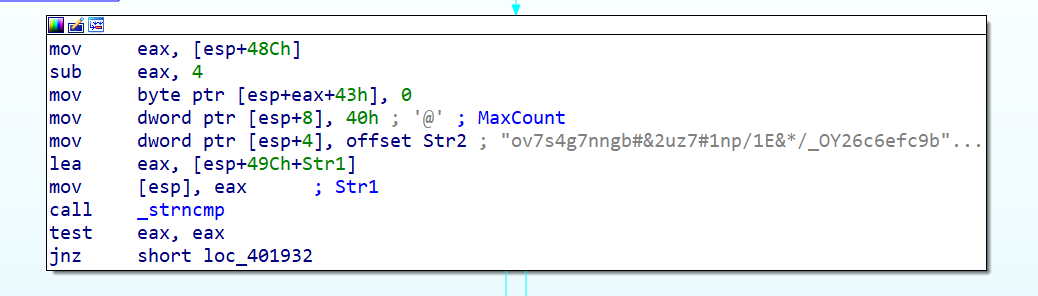 mov     eax, [esp+48Ch]
sub     eax, 4
mov     byte ptr [esp+eax+43h], 0
mov     dword ptr [esp+8], 40h ; '@' ; MaxCount
mov     dword ptr [esp+4], offset Str2 ; "ov7s4g7nngb#&2uz7#1np/1E&*/_OY26c6efc9b"...
lea     eax, [esp+49Ch+Str1]
mov     [esp], eax      ; Str1
call    _strncmp
test    eax, eax
jnz     short loc_401932